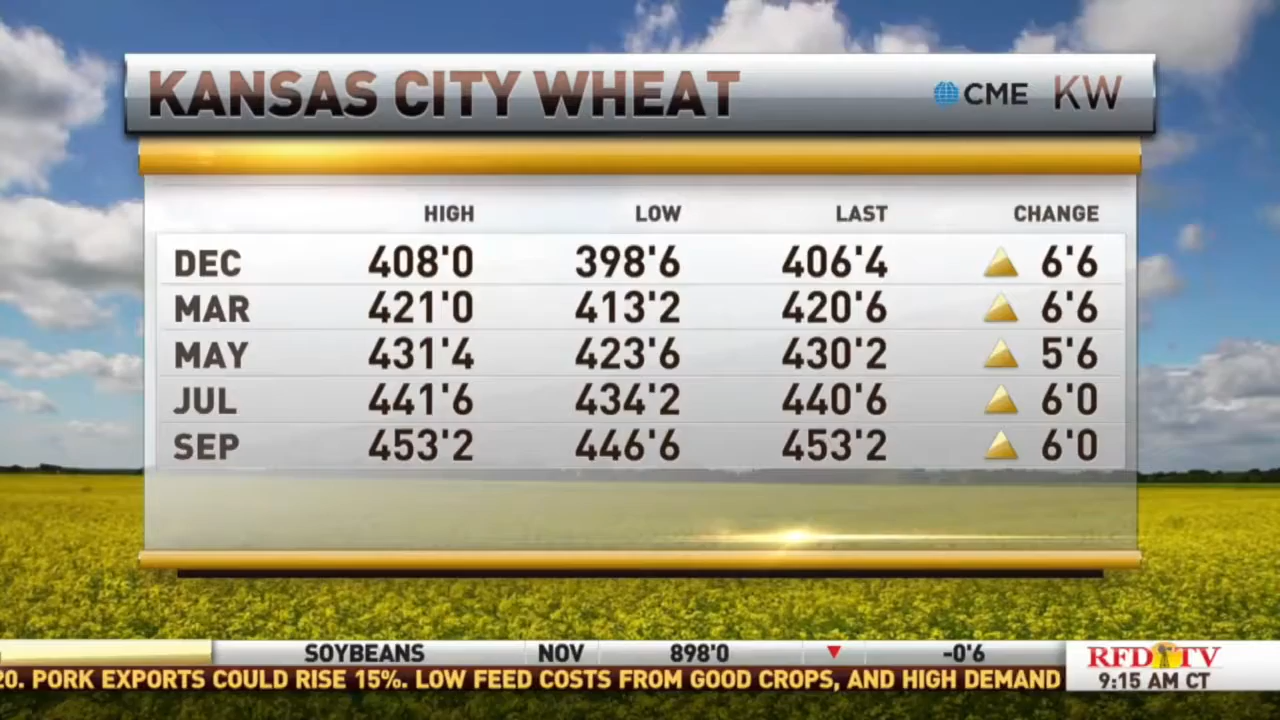 KANSAS CITY WHEAT CME KW
HIGH LOW LAST CHANGE
DEC 408'0 398'6 406'4 6'6
MAR 421'0 413'2 420'6 6'6
MAY 431'4 423'6 430'2 5'6
JUL 441'6 434'2 440'6 6'0
SEP 453'2 446'6 453'2 6'0
SOYBEANS NOV 898'0 -0'6
RFD TV
20. PORK EXPORTS COULD RISE 15%. LOW FEED COSTS FROM GOOD CROPS, AND HIGH DEMAND
9:15 AM CT